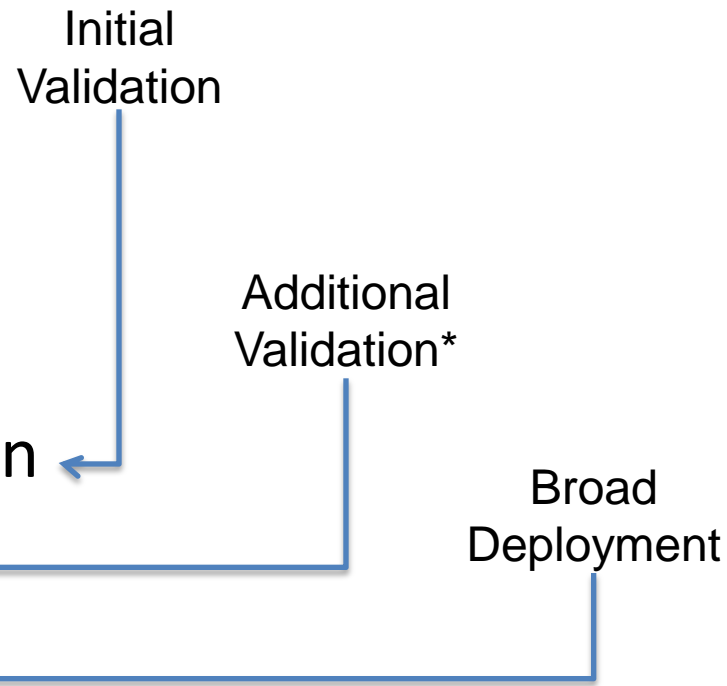 Initial
Validation
Additional
Validation*
n
Broad
Deployment